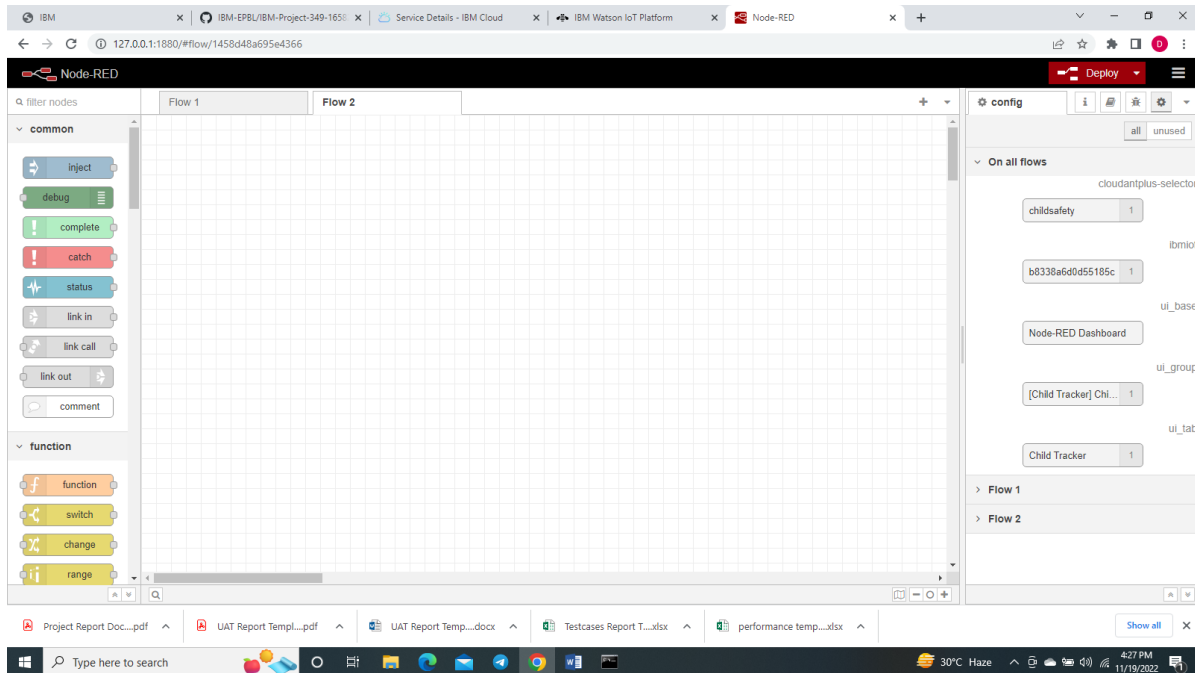 IBM
IBM-EPBL/IBM-Project-349-1658
Service Details - IBM Cloud
IBM Watson IoT Platform
Node-RED
127.0.0.1:1880/#flow/1458d48a695e4366
D
Node-RED
Deploy
filter nodes
Flow 1
Flow 2
config
i
all
unused
common
inject
debug
complete
catch
status
link in
link call
link out
comment
function
function
switch
change
range
On all flows
cloudantplus-selector
childsafety 1
ibmiot
b8338a6d0d55185c 1
ui_base
Node-RED Dashboard
ui_group
[Child Tracker] Chi... 1
ui_tab
Child Tracker 1
Flow 1
Flow 2
Project Report Doc....pdf
UAT Report Templ....pdf
UAT Report Temp....docx
Testcases Report T....xlsx
performance temp....xlsx
Show all
Type here to search
30°C Haze
4:27 PM
11/19/2022
1